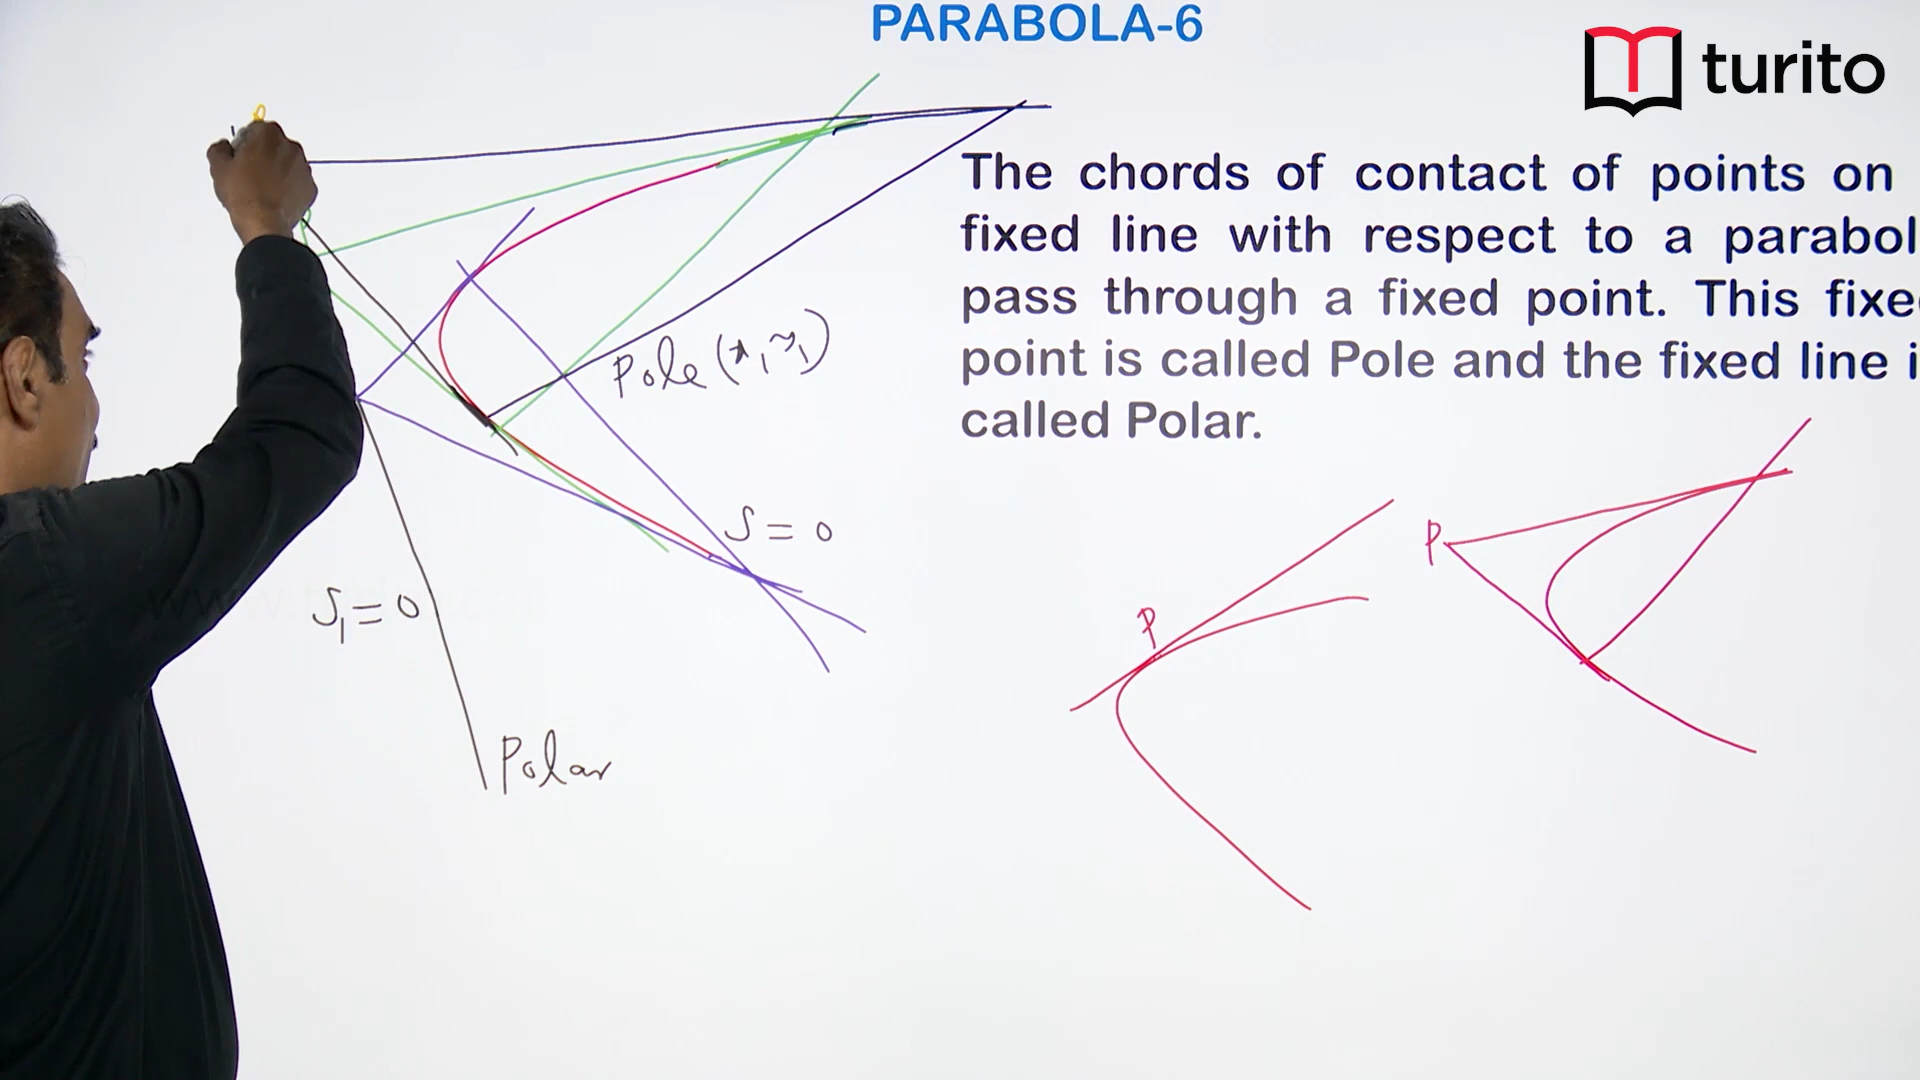 PARABOLA-6
turito
The chords of contact of points on
fixed line with respect to a parabol
pass through a fixed point. This fixe
point is called Pole and the fixed line i
called Polar.
Pole (x₁, y₁)
S = 0
S₁ = 0
Polar
P
P